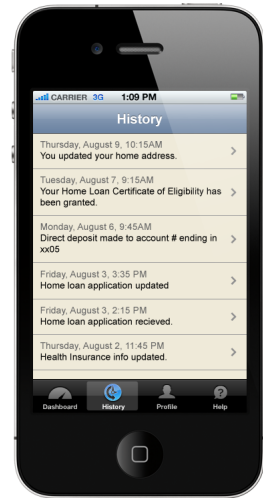 CARRIER 3G 1:09 PM
History
Thursday, August 9, 10:15AM
You updated your home address.
Tuesday, August 7, 9:15AM
Your Home Loan Certificate of Eligibility has
been granted.
Monday, August 6, 9:45AM
Direct deposit made to account # ending in
xx05
Friday, August 3, 3:35 PM
Home loan application updated
Friday, August 3, 2:15 PM
Home loan application recieved.
Thursday, August 2, 11:45 PM
Health Insurance info updated.
Dashboard History Profile Help